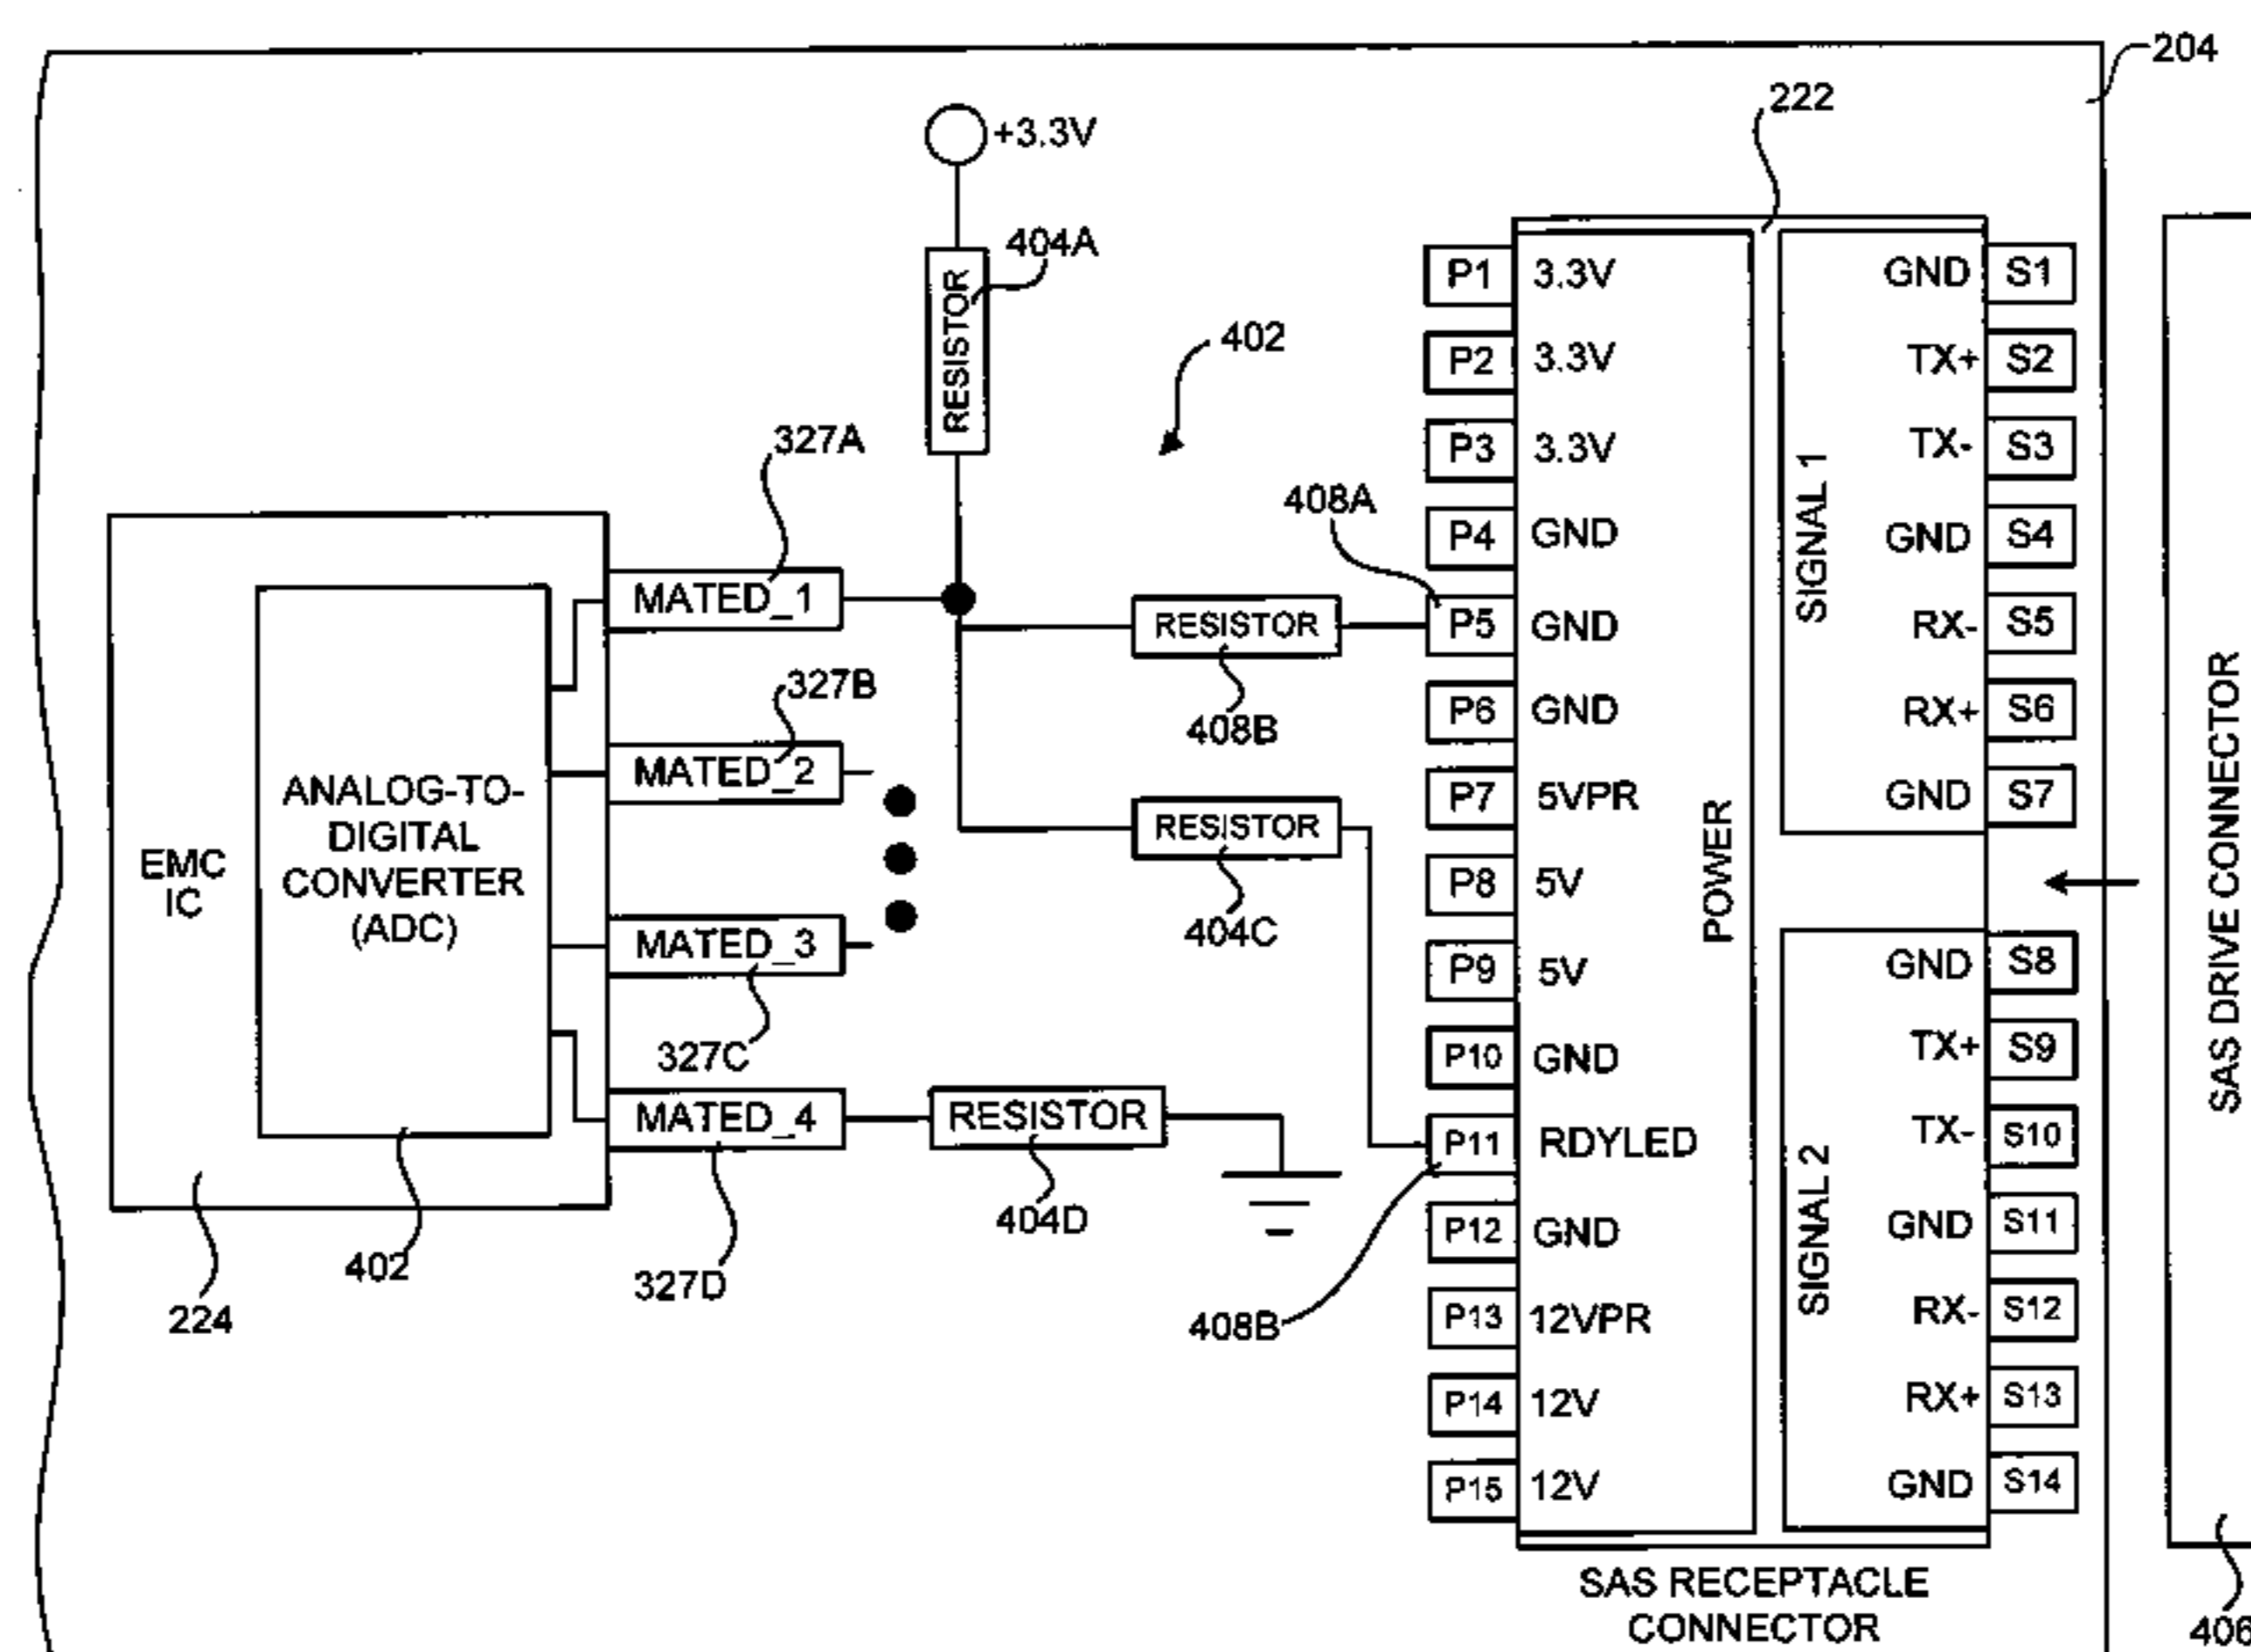 204
222
+3.3V
404A
RESISTOR
402
327A
408A
EMC
IC
ANALOG-TO-
DIGITAL
CONVERTER
(ADC)
MATED_1
327B
MATED_2
MATED_3
327C
MATED_4
327D
402
224
RESISTOR
408B
RESISTOR
404C
RESISTOR
404D
408B
P1 3.3V
P2 3.3V
P3 3.3V
P4 GND
P5 GND
P6 GND
P7 5VPR
P8 5V
P9 5V
P10 GND
P11 RDYLED
P12 GND
P13 12VPR
P14 12V
P15 12V
POWER
SIGNAL 1
GND S1
TX+ S2
TX- S3
GND S4
RX- S5
RX+ S6
GND S7
SIGNAL 2
GND S8
TX+ S9
TX- S10
GND S11
RX- S12
RX+ S13
GND S14
SAS RECEPTACLE
CONNECTOR
SAS DRIVE CONNECTOR
406